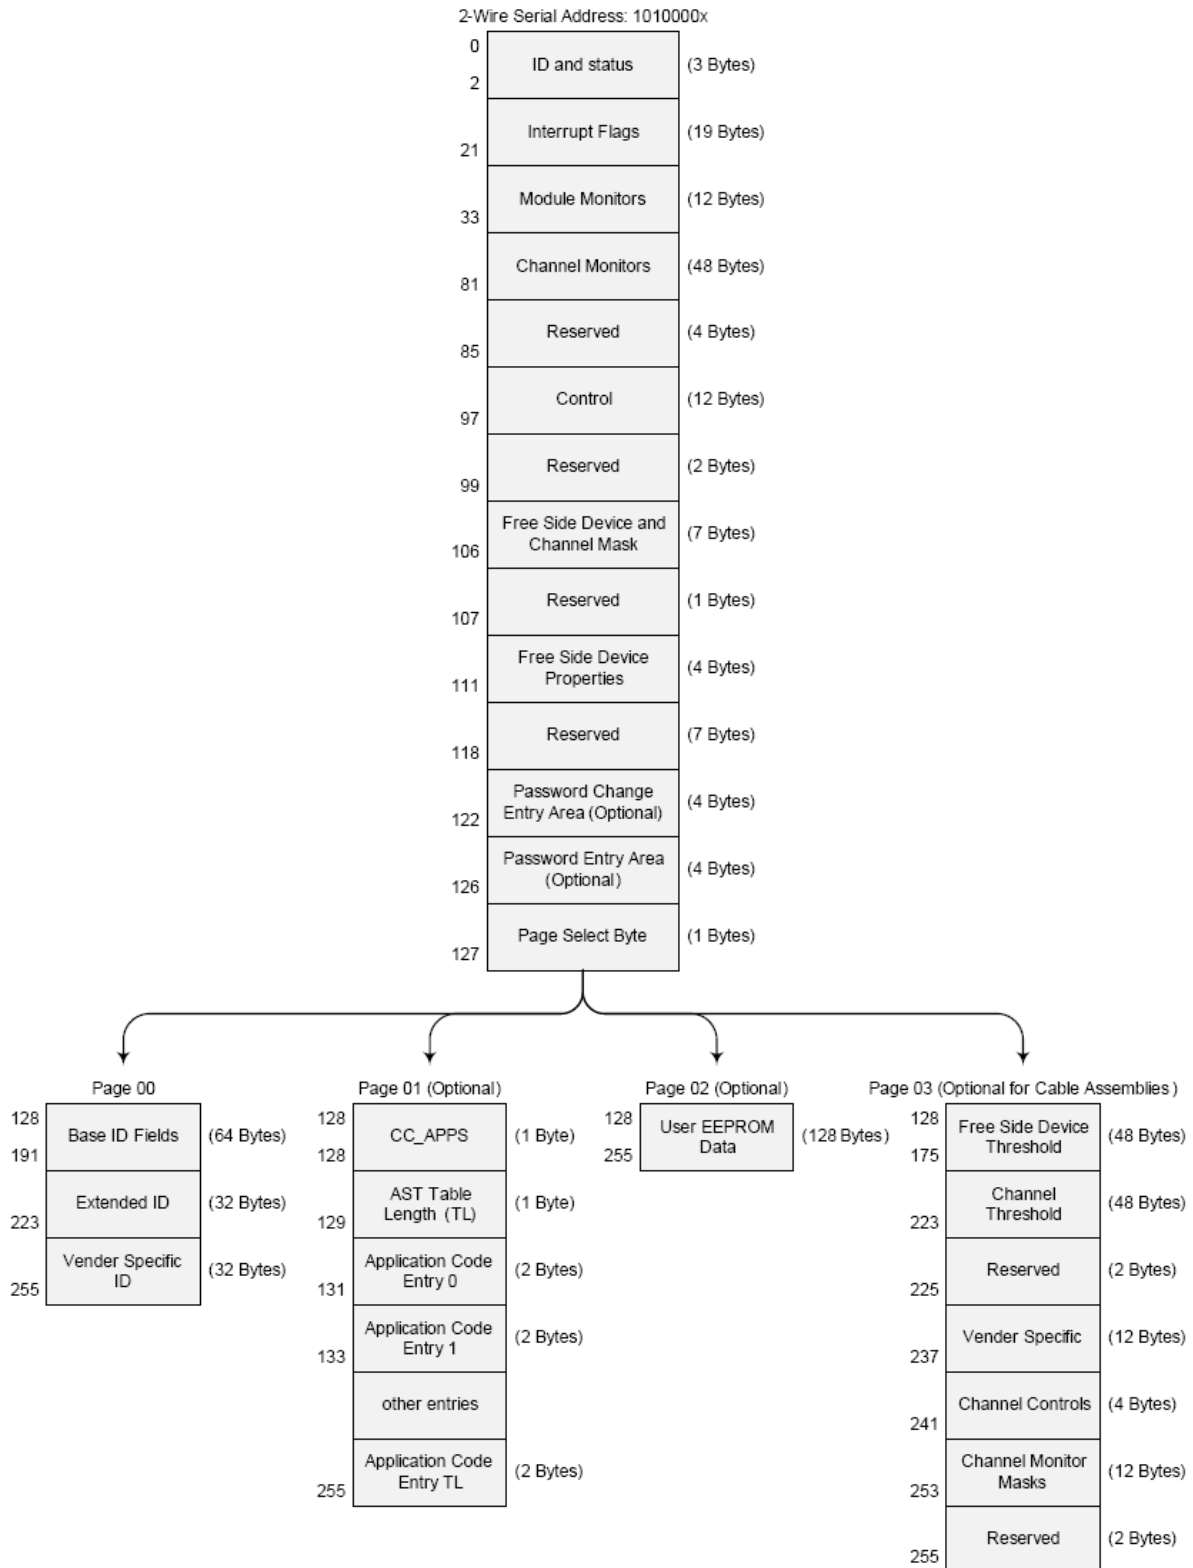 2-Wire Serial Address: 1010000x
0
ID and status
(3 Bytes)
2
Interrupt Flags
(19 Bytes)
21
Module Monitors
(12 Bytes)
33
Channel Monitors
(48 Bytes)
81
Reserved
(4 Bytes)
85
Control
(12 Bytes)
97
Reserved
(2 Bytes)
99
Free Side Device and
Channel Mask
(7 Bytes)
106
Reserved
(1 Bytes)
107
Free Side Device
Properties
(4 Bytes)
111
Reserved
(7 Bytes)
118
Password Change
Entry Area (Optional)
(4 Bytes)
122
Password Entry Area
(Optional)
(4 Bytes)
126
Page Select Byte
(1 Bytes)
127
Page 00
128
Base ID Fields
(64 Bytes)
191
Extended ID
(32 Bytes)
223
Vender Specific
ID
(32 Bytes)
255
Page 01 (Optional)
128
CC_APPS
(1 Byte)
128
AST Table
Length (TL)
(1 Byte)
129
Application Code
Entry 0
(2 Bytes)
131
Application Code
Entry 1
(2 Bytes)
133
other entries
Application Code
Entry TL
(2 Bytes)
255
Page 02 (Optional)
128
User EEPROM
Data
(128 Bytes)
255
Page 03 (Optional for Cable Assemblies)
128
Free Side Device
Threshold
(48 Bytes)
175
Channel
Threshold
(48 Bytes)
223
Reserved
(2 Bytes)
225
Vender Specific
(12 Bytes)
237
Channel Controls
(4 Bytes)
241
Channel Monitor
Masks
(12 Bytes)
253
Reserved
(2 Bytes)
255